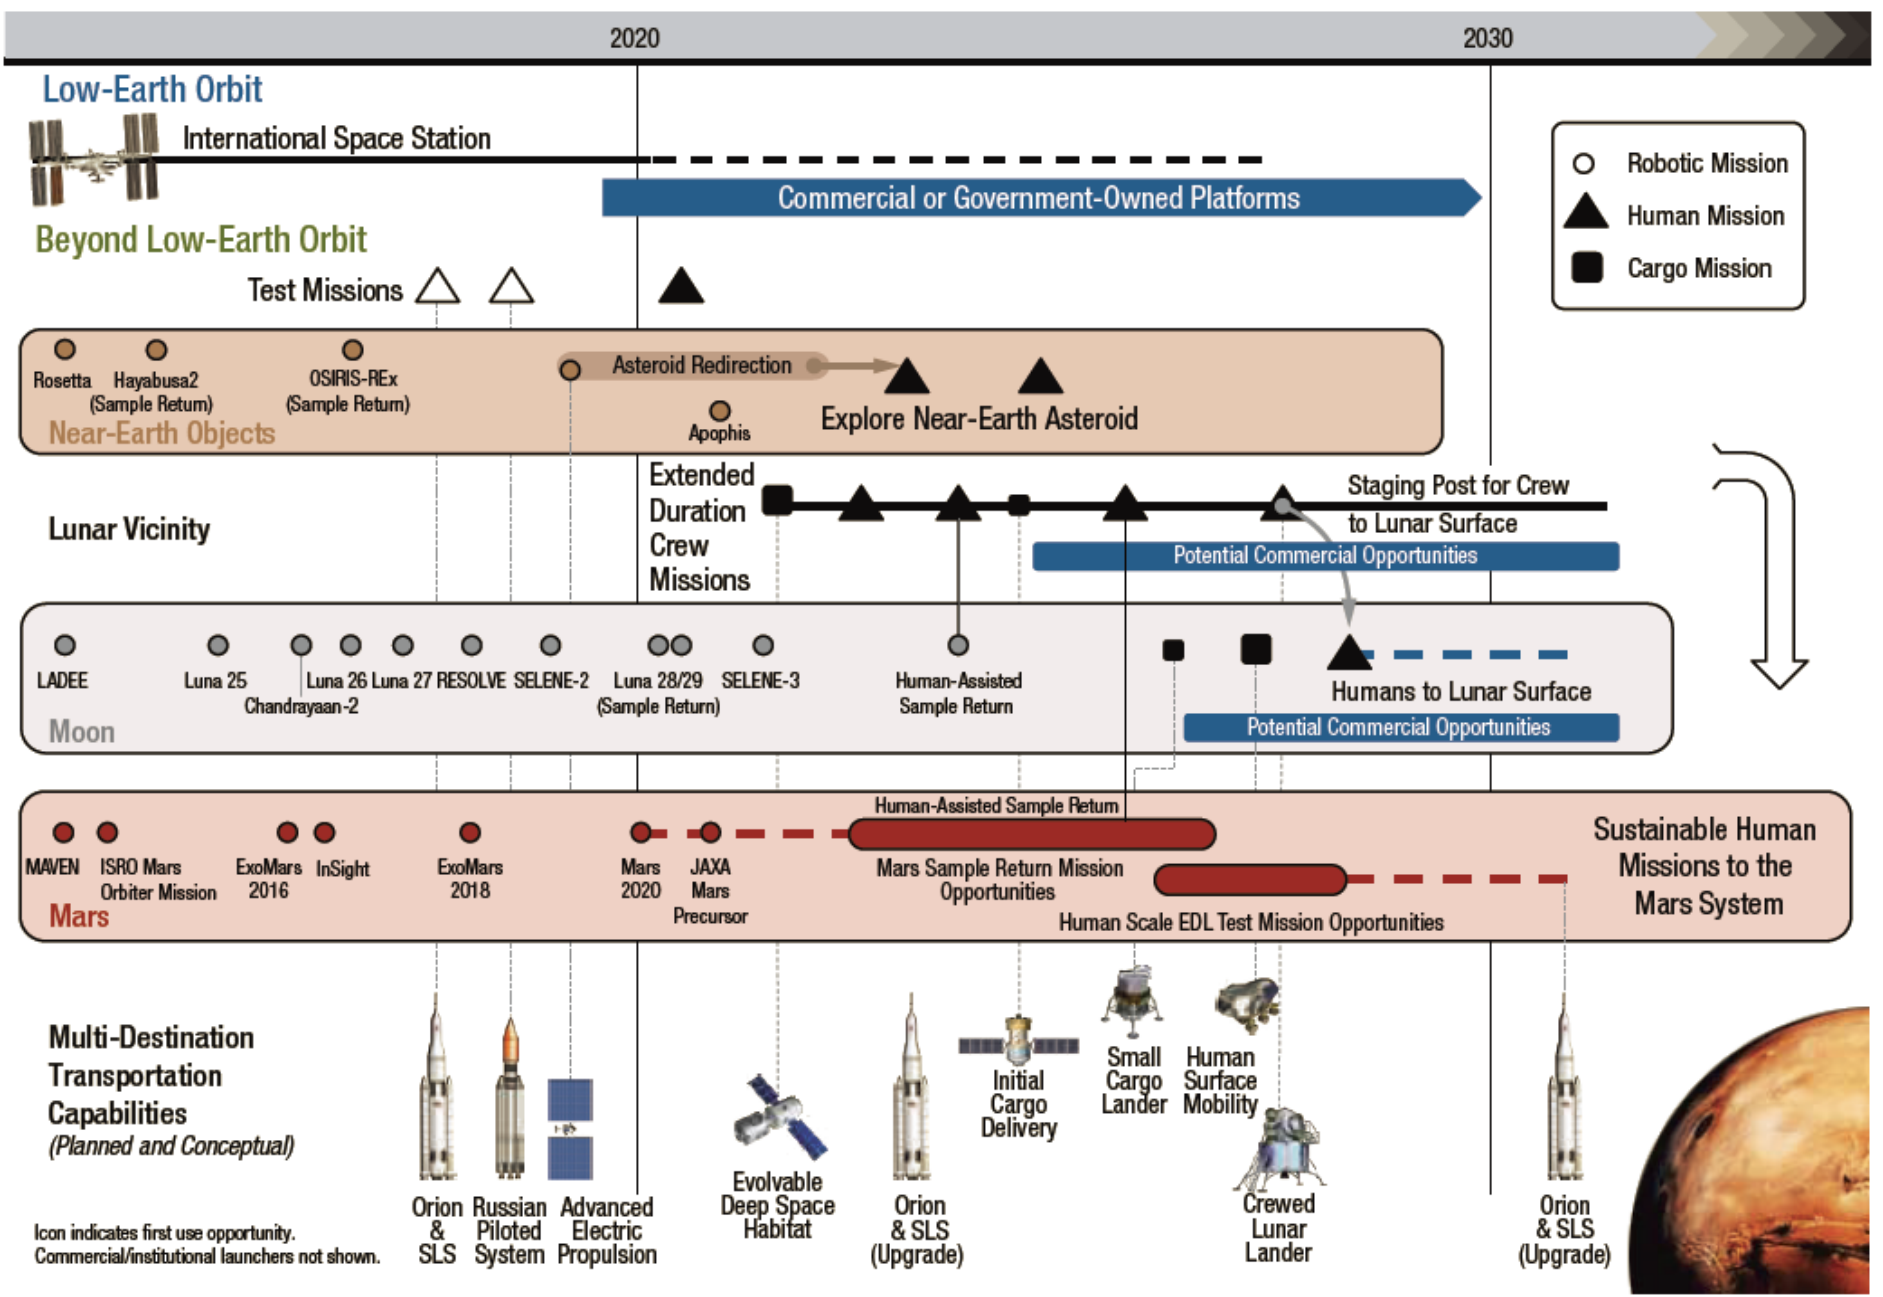 2020
2030
Low-Earth Orbit
International Space Station
Commercial or Government-Owned Platforms
Robotic Mission
Human Mission
Cargo Mission
Beyond Low-Earth Orbit
Test Missions
Rosetta
Hayabusa2
(Sample Return)
OSIRIS-REx
(Sample Return)
Asteroid Redirection
Apophis
Explore Near-Earth Asteroid
Near-Earth Objects
Lunar Vicinity
Extended
Duration
Crew
Missions
Staging Post for Crew
to Lunar Surface
Potential Commercial Opportunities
LADEE
Luna 25
Chandrayaan-2
Luna 26
Luna 27
RESOLVE
SELENE-2
Luna 28/29
(Sample Return)
SELENE-3
Human-Assisted
Sample Return
Humans to Lunar Surface
Potential Commercial Opportunities
Moon
Human-Assisted Sample Return
MAVEN
ISRO Mars
Orbiter Mission
ExoMars
2016
InSight
ExoMars
2018
Mars
2020
JAXA
Mars
Precursor
Mars Sample Return Mission
Opportunities
Human Scale EDL Test Mission Opportunities
Sustainable Human
Missions to the
Mars System
Mars
Multi-Destination
Transportation
Capabilities
(Planned and Conceptual)
Icon indicates first use opportunity.
Commercial/institutional launchers not shown.
Orion
&
SLS
Russian
Piloted
System
Advanced
Electric
Propulsion
Evolvable
Deep Space
Habitat
Orion
& SLS
(Upgrade)
Initial
Cargo
Delivery
Small
Cargo
Lander
Human
Surface
Mobility
Crewed
Lunar
Lander
Orion
& SLS
(Upgrade)